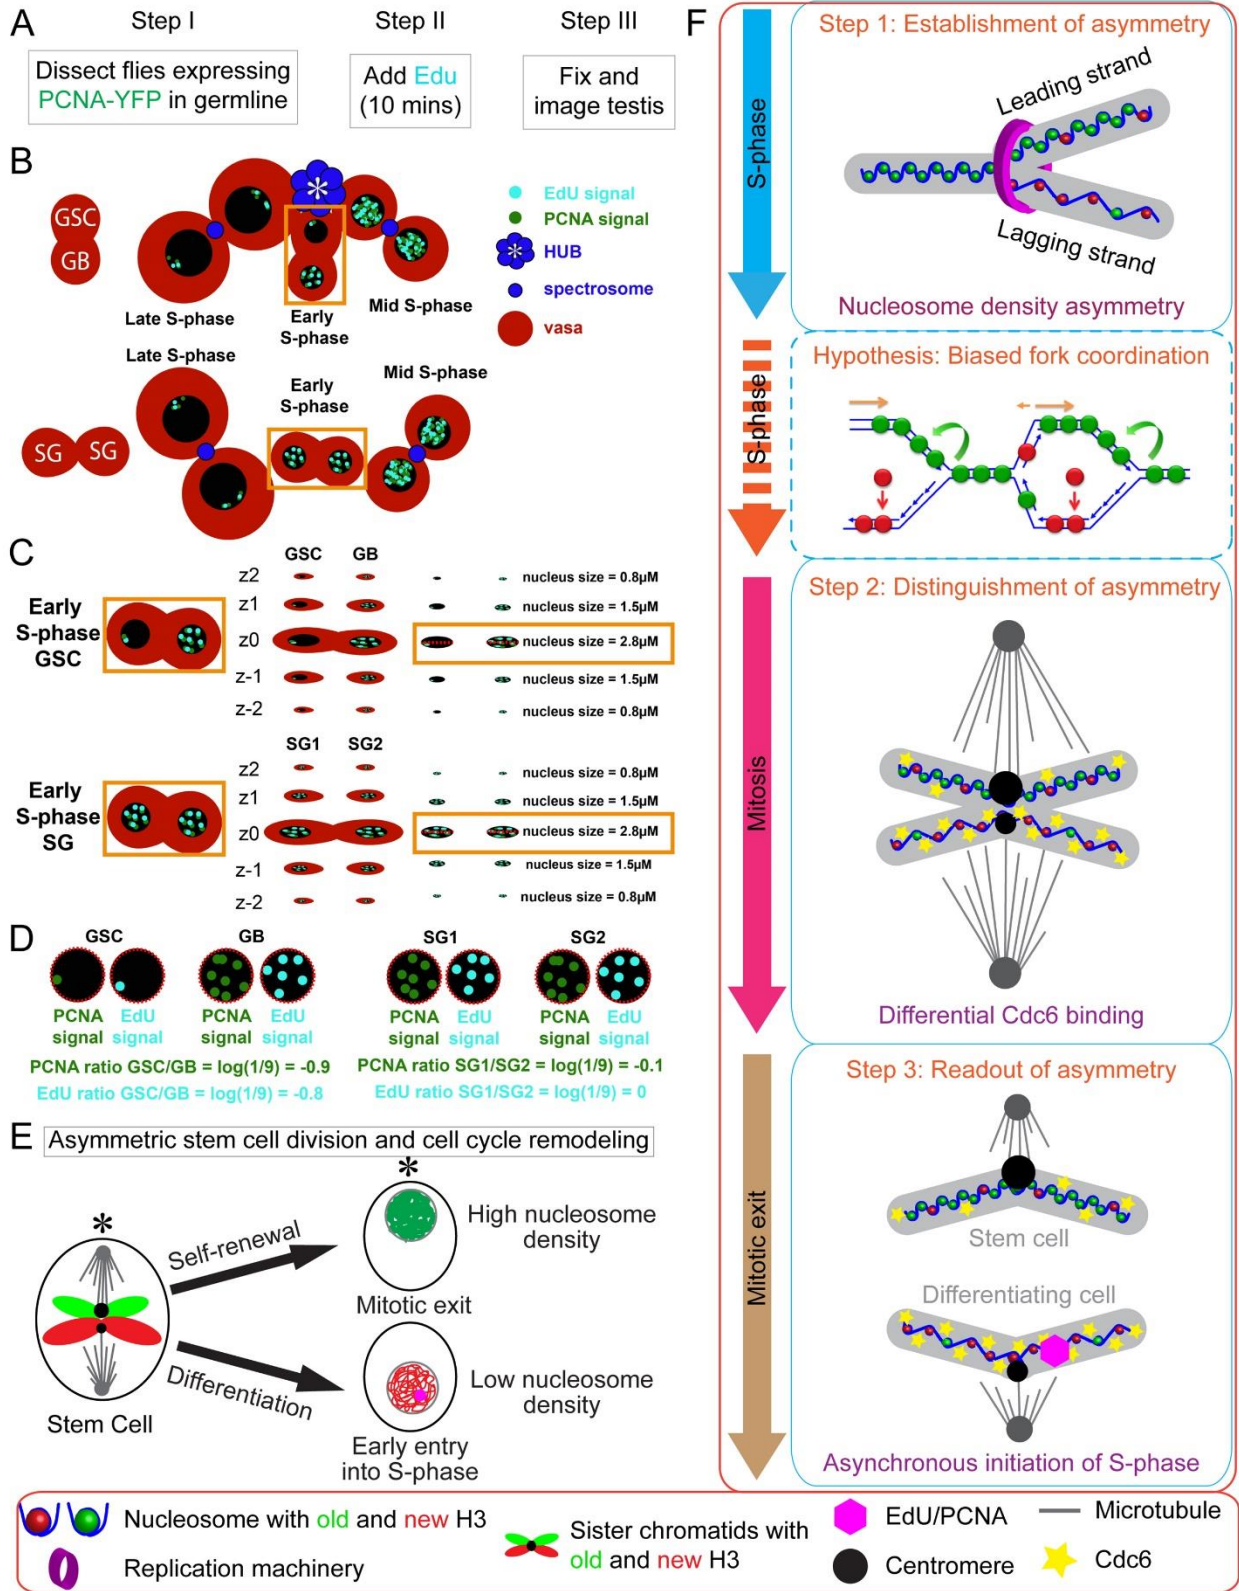 A
Step I
Step II
Step III
Dissect flies expressing
PCNA-YFP in germline
Add Edu
(10 mins)
Fix and
image testis
B
GSC
GB
*
Late S-phase
Early
S-phase
Mid S-phase
EdU signal
PCNA signal
* HUB
spectrosome
vasa
Late S-phase
Early
S-phase
Mid S-phase
SG SG
C
GSC GB
Early
S-phase
GSC
z2 nucleus size = 0.8µM
z1 nucleus size = 1.5µM
z0 nucleus size = 2.8µM
z-1 nucleus size = 1.5µM
z-2 nucleus size = 0.8µM
SG1 SG2
Early
S-phase
SG
z2 nucleus size = 0.8µM
z1 nucleus size = 1.5µM
z0 nucleus size = 2.8µM
z-1 nucleus size = 1.5µM
z-2 nucleus size = 0.8µM
D
GSC GB SG1 SG2
PCNA signal
EdU signal
PCNA signal
EdU signal
PCNA signal
EdU signal
PCNA signal
EdU signal
PCNA ratio GSC/GB = log(1/9) = -0.9
EdU ratio GSC/GB = log(1/9) = -0.8
PCNA ratio SG1/SG2 = log(1/9) = -0.1
EdU ratio SG1/SG2 = log(1/9) = 0
E
Asymmetric stem cell division and cell cycle remodeling
*
Stem Cell
Self-renewal
Differentiation
*
High nucleosome
density
Mitotic exit
Low nucleosome
density
Early entry
into S-phase
F
S-phase
Step 1: Establishment of asymmetry
Leading strand
Lagging strand
Nucleosome density asymmetry
S-phase
Hypothesis: Biased fork coordination
Mitosis
Step 2: Distinguishment of asymmetry
Differential Cdc6 binding
Mitotic exit
Step 3: Readout of asymmetry
Stem cell
Differentiating cell
Asynchronous initiation of S-phase
Nucleosome with old and new H3
Replication machinery
Sister chromatids with
old and new H3
EdU/PCNA
Centromere
Microtubule
Cdc6